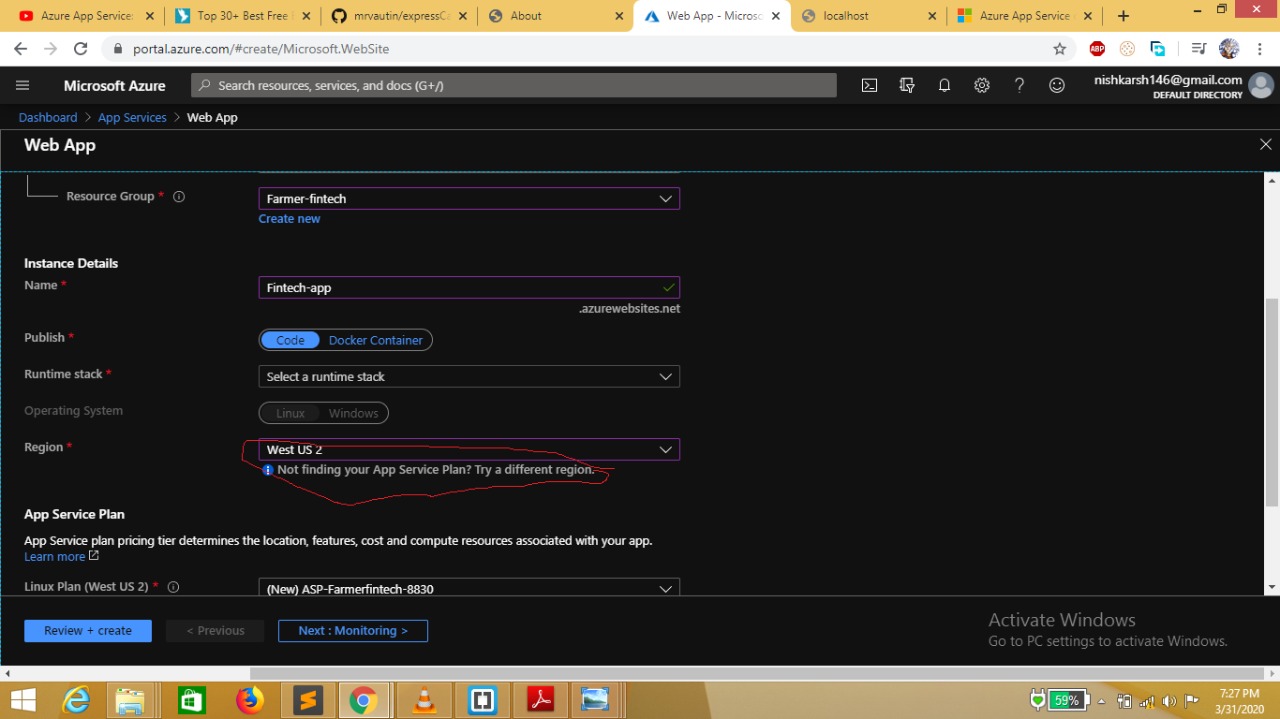 Azure App Service:
Top 30+ Best Free
mrvautin/expressCa
About
Web App - Microsc
localhost
Azure App Service
portal.azure.com/#create/Microsoft.WebSite
ABP
Microsoft Azure
Search resources, services, and docs (G+/)
nishkarsh146@gmail.com
DEFAULT DIRECTORY
Dashboard > App Services > Web App
Web App
Resource Group *
Farmer-fintech
Create new
Instance Details
Name *
Fintech-app
.azurewebsites.net
Publish *
Code Docker Container
Runtime stack *
Select a runtime stack
Operating System
Linux Windows
Region *
West US 2
Not finding your App Service Plan? Try a different region.
App Service Plan
App Service plan pricing tier determines the location, features, cost and compute resources associated with your app.
Learn more
Linux Plan (West US 2) *
(New) ASP-Farmerfintech-8830
Review + create
< Previous
Next : Monitoring >
Activate Windows
Go to PC settings to activate Windows.
59%
7:27 PM
3/31/2020